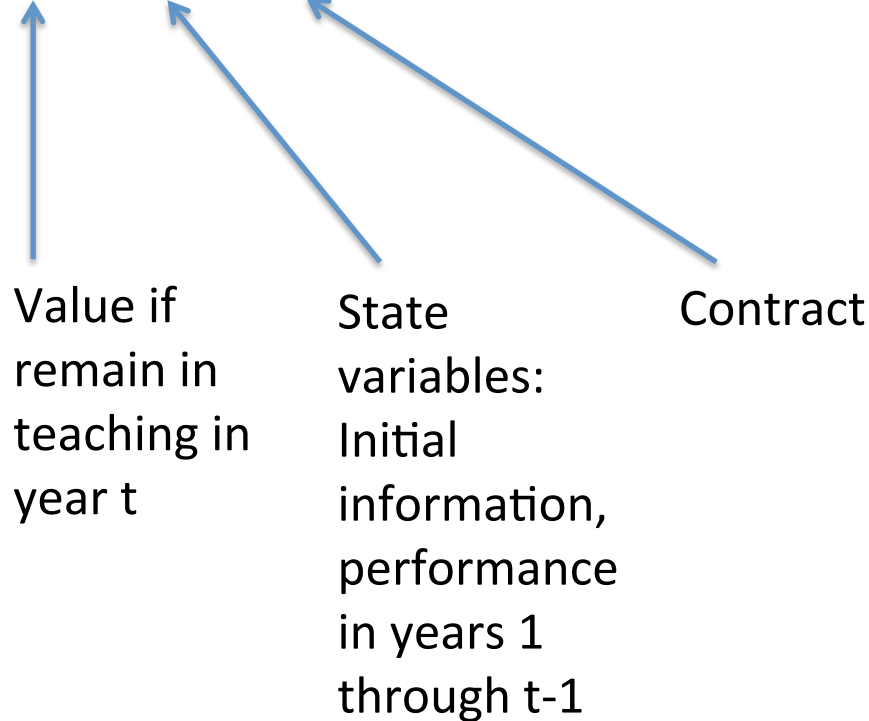 Value if
remain in
teaching in
year t
State
variables:
Initial
information,
performance
in years 1
through t-1
Contract